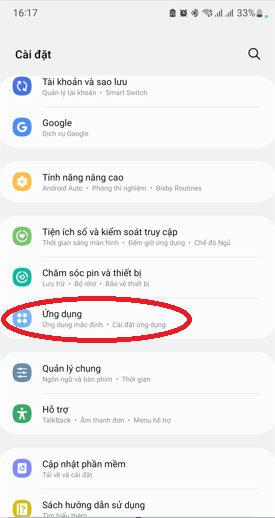 16:17
33%
Cài đặt
Tài khoản và sao lưu
Quản lý tài khoản • Smart Switch
Google
Dịch vụ Google
Tính năng nâng cao
Android Auto • Phòng thí nghiệm • Bixby Routines
Tiện ích số và kiểm soát truy cập
Thời gian sáng màn hình • Đếm giờ ứng dụng • Chế độ Ngủ
Chăm sóc pin và thiết bị
Lưu trữ • Bộ nhớ • Bảo vệ thiết bị
Ứng dụng
Ứng dụng mặc định • Cài đặt ứng dụng
Quản lý chung
Ngôn ngữ và bàn phím • Thời gian
Hỗ trợ
TalkBack • Âm thanh đơn • Menu hỗ trợ
Cập nhật phần mềm
Tải về và cài đặt
Sách hướng dẫn sử dụng
Tìm hiểu thêm